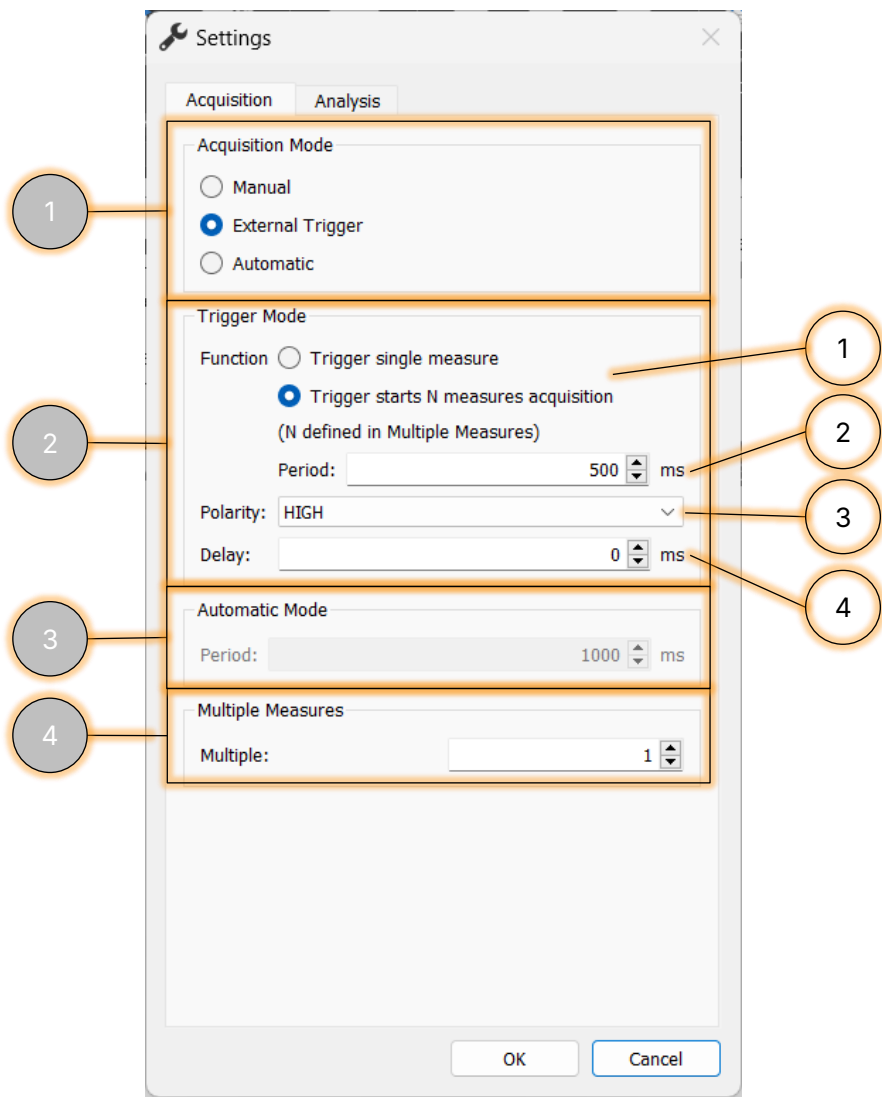 Settings
Acquisition Analysis
Acquisition Mode
Manual
1
External Trigger
Automatic
Trigger Mode
Function Trigger single measure
1
Trigger starts N measures acquisition
(N defined in Multiple Measures)
2
2
Period: 500 ms
Polarity: HIGH
3
Delay: 0 ms
4
Automatic Mode
3
Period: 1000 ms
Multiple Measures
4
Multiple: 1
OK Cancel